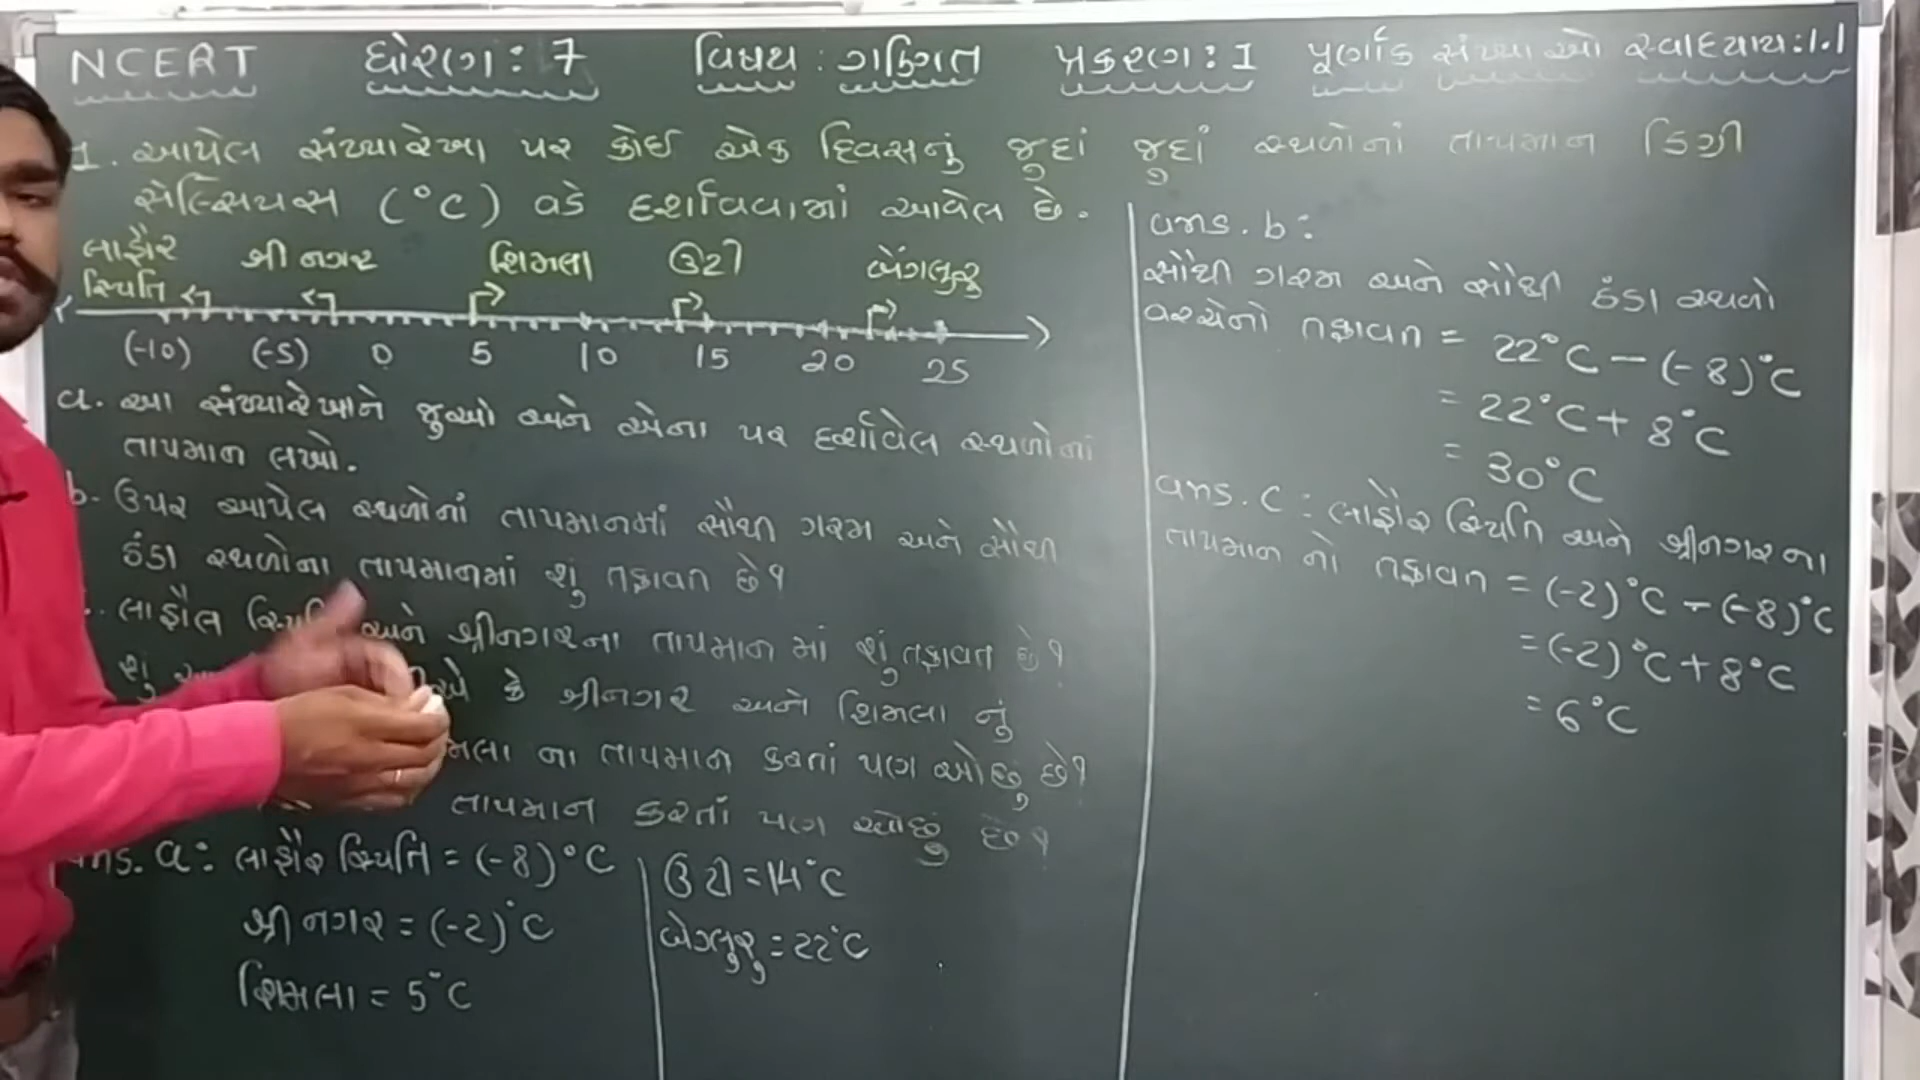 NCERT ધોરણ : 7 વિષય : ગણિત પ્રકરણ : 1 પૂર્ણાંક સંખ્યાઓ સ્વાધ્યાય : 1.1
1. આપેલ સંખ્યારેખા પર કોઈ એક દિવસનું જુદાં જુદાં સ્થળોનાં તાપમાન ડિગ્રી
સેલ્સિયસ (°C) વડે દર્શાવવામાં આવેલ છે.
લાહૌર સ્પિતિ શ્રીનગર શિમલા ઊટી બેંગલુરુ
(-10) (-5) 0 5 10 15 20 25
a. આ સંખ્યારેખાને જુઓ અને એના પર દર્શાવેલ સ્થળોનાં
તાપમાન લખો.
b. ઉપર આપેલ સ્થળોનાં તાપમાનમાં સૌથી ગરમ અને સૌથી
ઠંડા સ્થળોના તાપમાનમાં શું તફાવત છે?
લાહૌલ અને શ્રીનગરના તાપમાન માં શું તફાવત છે?
શું કે શ્રીનગર અને શિમલા નું
ના તાપમાન કરતાં પણ ઓછુ છે?
તાપમાન કરતાં પણ ઓછું છે?
ans. a: લાહૌર સ્પિતિ = (-8)°C
શ્રીનગર = (-2)°C
શિમલા = 5°C
ઉટી = 14°C
બેગ્લુરુ = 22°C
ans. b:
સૌથી ગરમ અને સૌથી ઠંડા સ્થળો
વચ્ચેનો તફાવત = 22°C - (-8)°C
= 22°C + 8°C
= 30°C
ans. C : લાહૌર સ્પિતિ અને શ્રીનગરના
તાપમાન નો તફાવત = (-2)°C - (-8)°C
= (-2)°C + 8°C
= 6°C